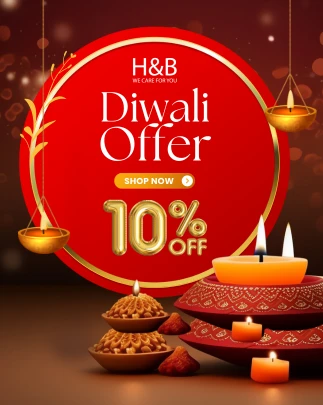 H&B
WE CARE FOR YOU
Diwali
Offer
SHOP NOW
10%
OFF